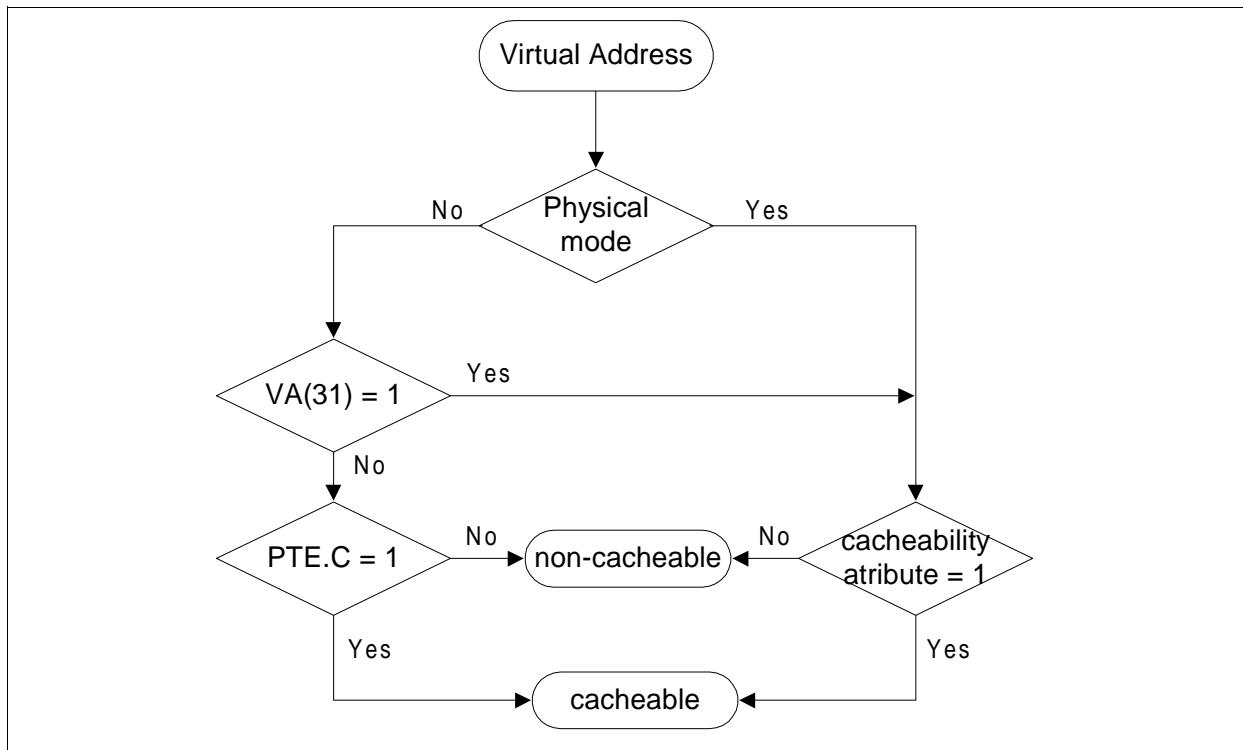 Virtual Address
No
Physical
mode
Yes
VA(31) = 1
Yes
No
PTE.C = 1
No
non-cacheable
No
cacheability
atribute = 1
Yes
cacheable
Yes